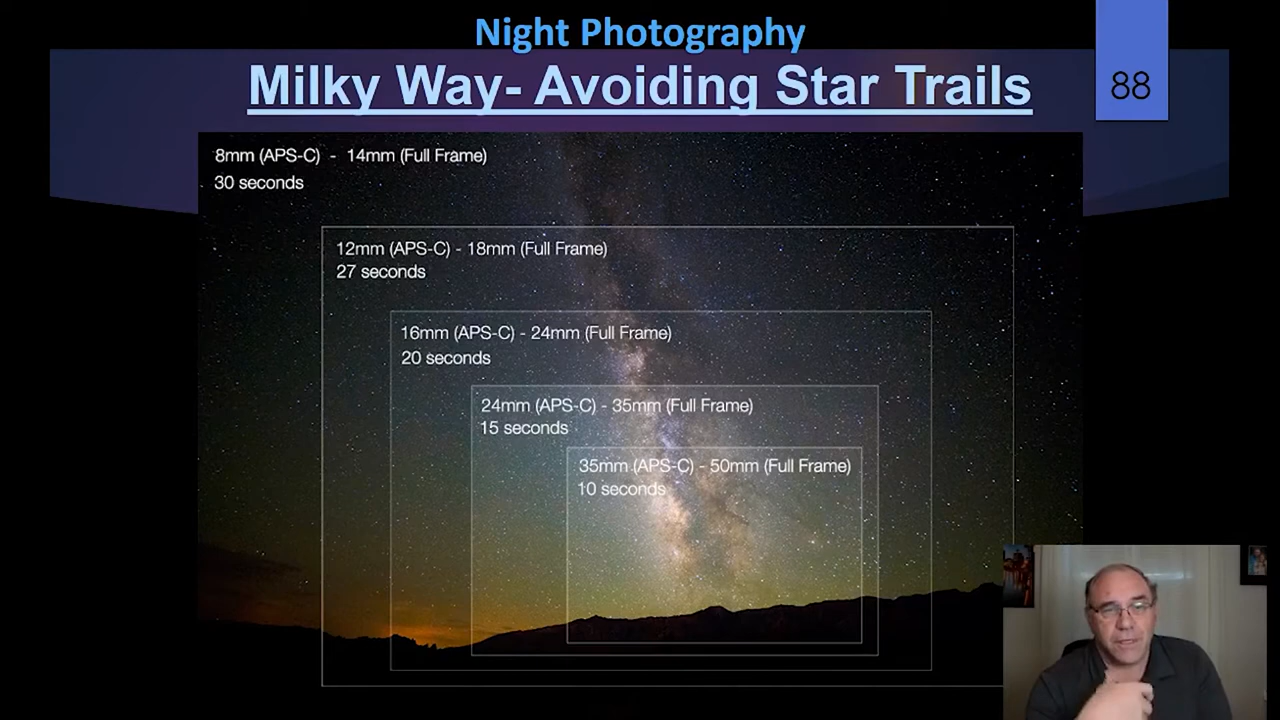 Night Photography
Milky Way- Avoiding Star Trails
88
8mm (APS-C) - 14mm (Full Frame)
30 seconds
12mm (APS-C) - 18mm (Full Frame)
27 seconds
16mm (APS-C) - 24mm (Full Frame)
20 seconds
24mm (APS-C) - 35mm (Full Frame)
15 seconds
35mm (APS-C) - 50mm (Full Frame)
10 seconds